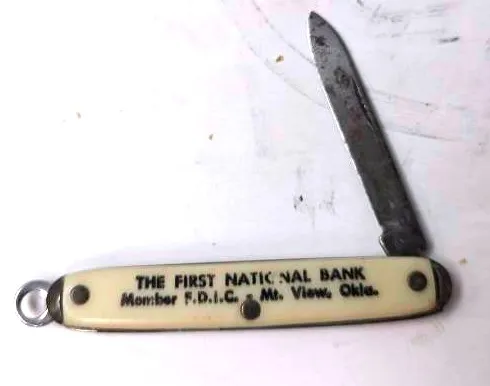 THE FIRST NATIONAL BANK
Member F.D.I.C. - Mt. View, Okla.